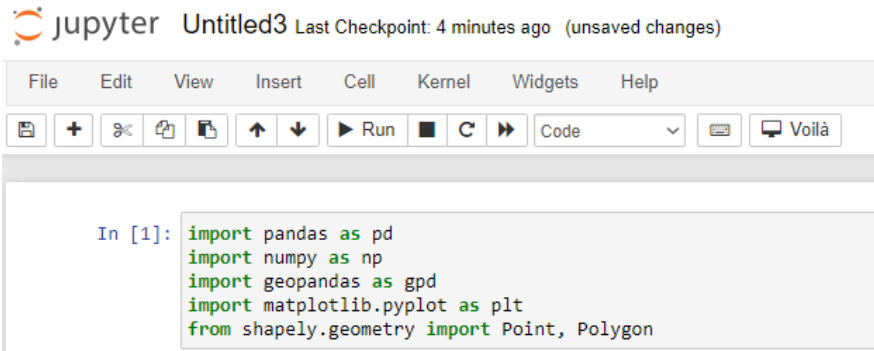 jupyter Untitled3 Last Checkpoint: 4 minutes ago (unsaved changes)
File Edit View Insert Cell Kernel Widgets Help
Run Code Voilà
In [1]: import pandas as pd
import numpy as np
import geopandas as gpd
import matplotlib.pyplot as plt
from shapely.geometry import Point, Polygon